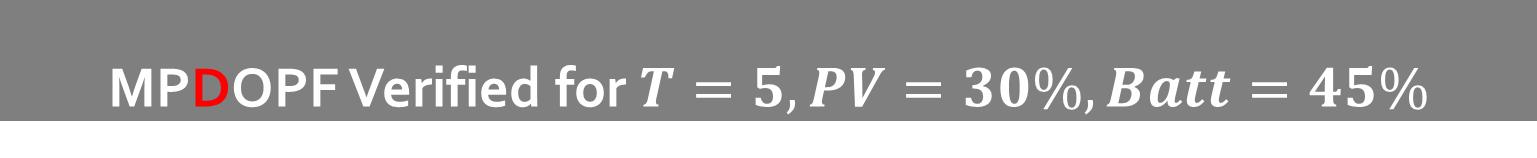 MPDOPF Verified for T = 5, PV = 30%, Batt = 45%